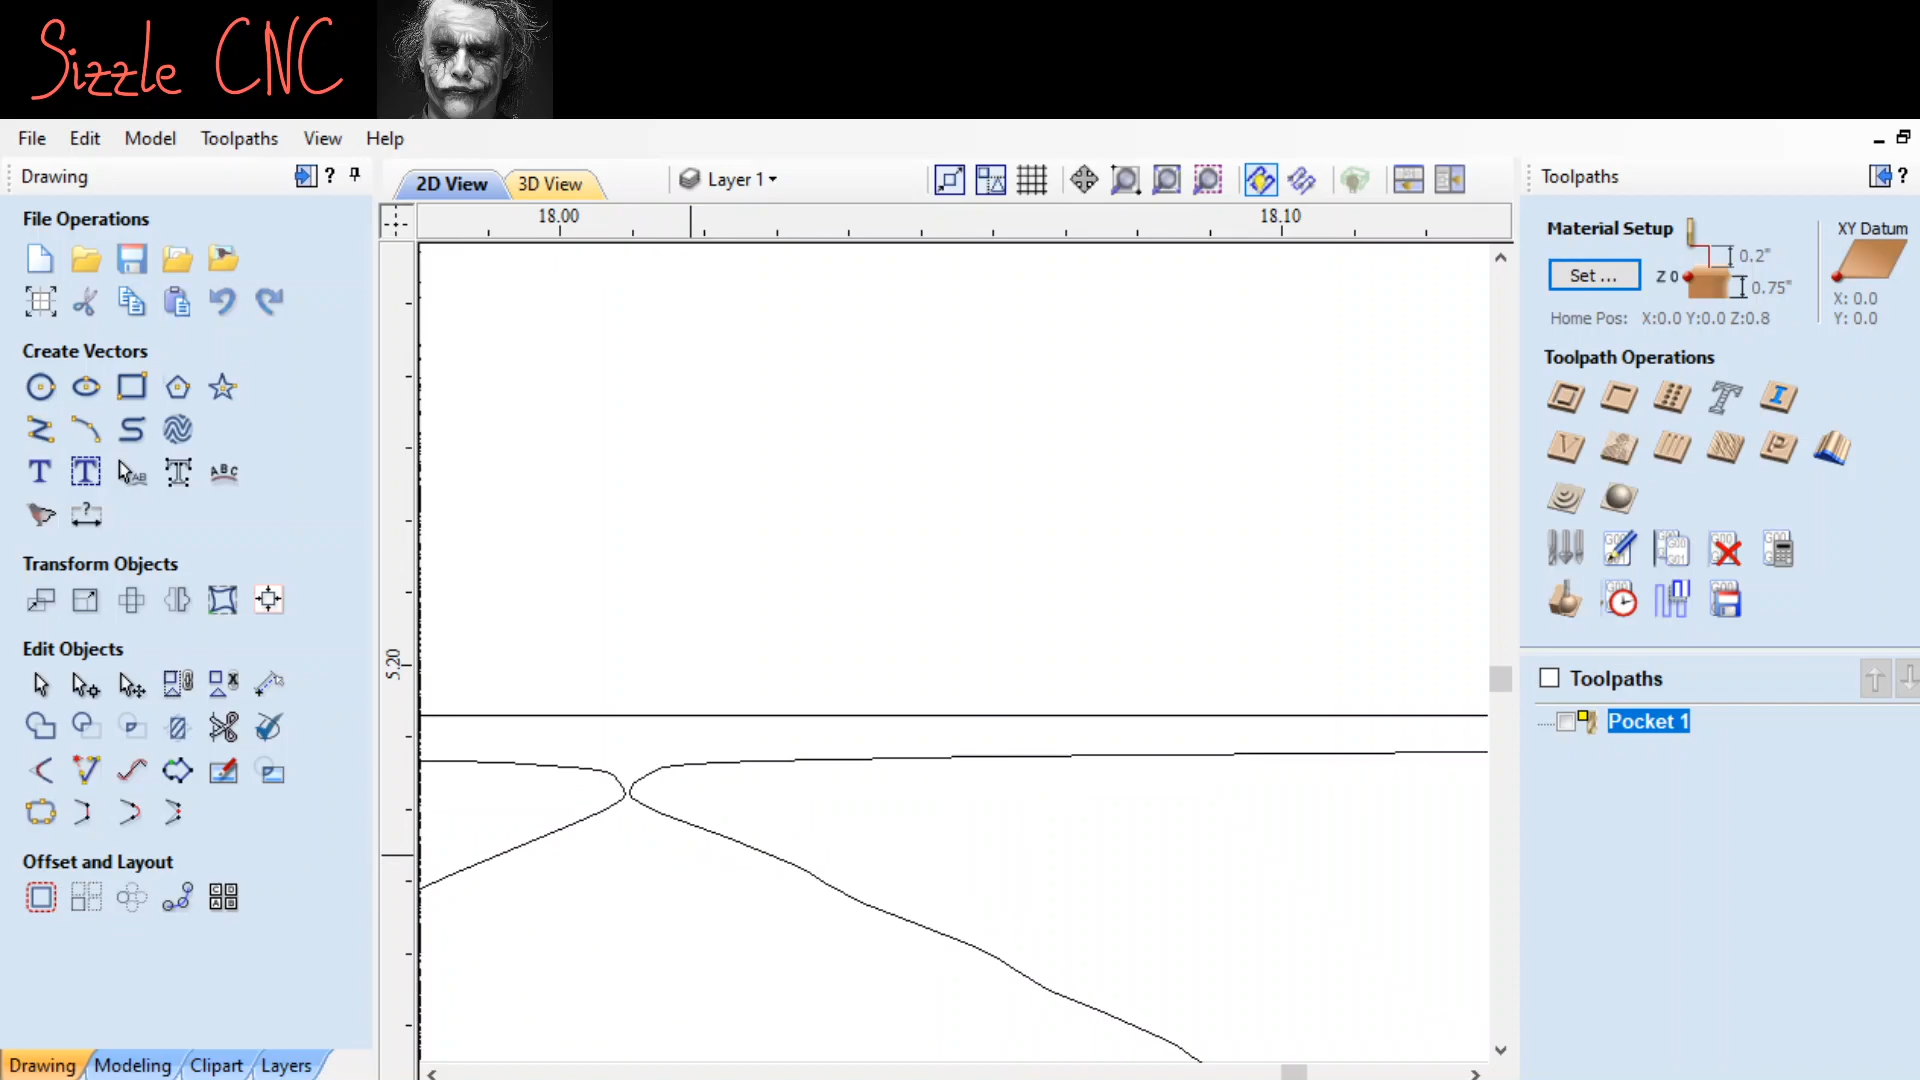 Sizzle CNC
File Edit Model Toolpaths View Help
Drawing ?
File Operations
Create Vectors
Transform Objects
Edit Objects
Offset and Layout
Drawing Modeling Clipart Layers
2D View 3D View Layer 1
18.00 18.10
5.20
Toolpaths ?
Material Setup
Set ...
Z 0
0.2"
0.75"
Home Pos: X:0.0 Y:0.0 Z:0.8
XY Datum
X: 0.0
Y: 0.0
Toolpath Operations
Toolpaths
Pocket 1